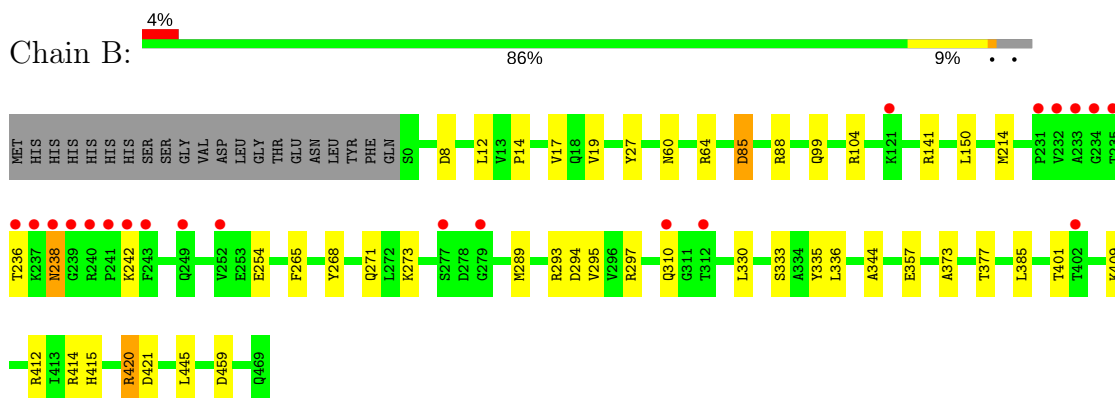 4%
Chain B:
86% 9% • •
MET HIS HIS HIS HIS HIS HIS SER SER GLY VAL ASP LEU GLY THR GLU ASN LEU TYR PHE GLN S0 D8 L12 V13 P14 V17 Q18 V19 Y27 N60 R64 D85 R88 Q99 R104 K121 R141 L150 M214 P231 V232 A233 G234 T235
T236 K237 N238 G239 R240 P241 K242 F243 Q249 V252 E253 E254 F265 Y268 Q271 L272 K273 S277 D278 G279 M289 R293 D294 V295 V296 R297 Q310 G311 T312 L330 S333 A334 Y335 L336 A344 E357 A373 T377 L385 T401 T402 K409
R412 I413 R414 H415 R420 D421 L445 D459 Q469